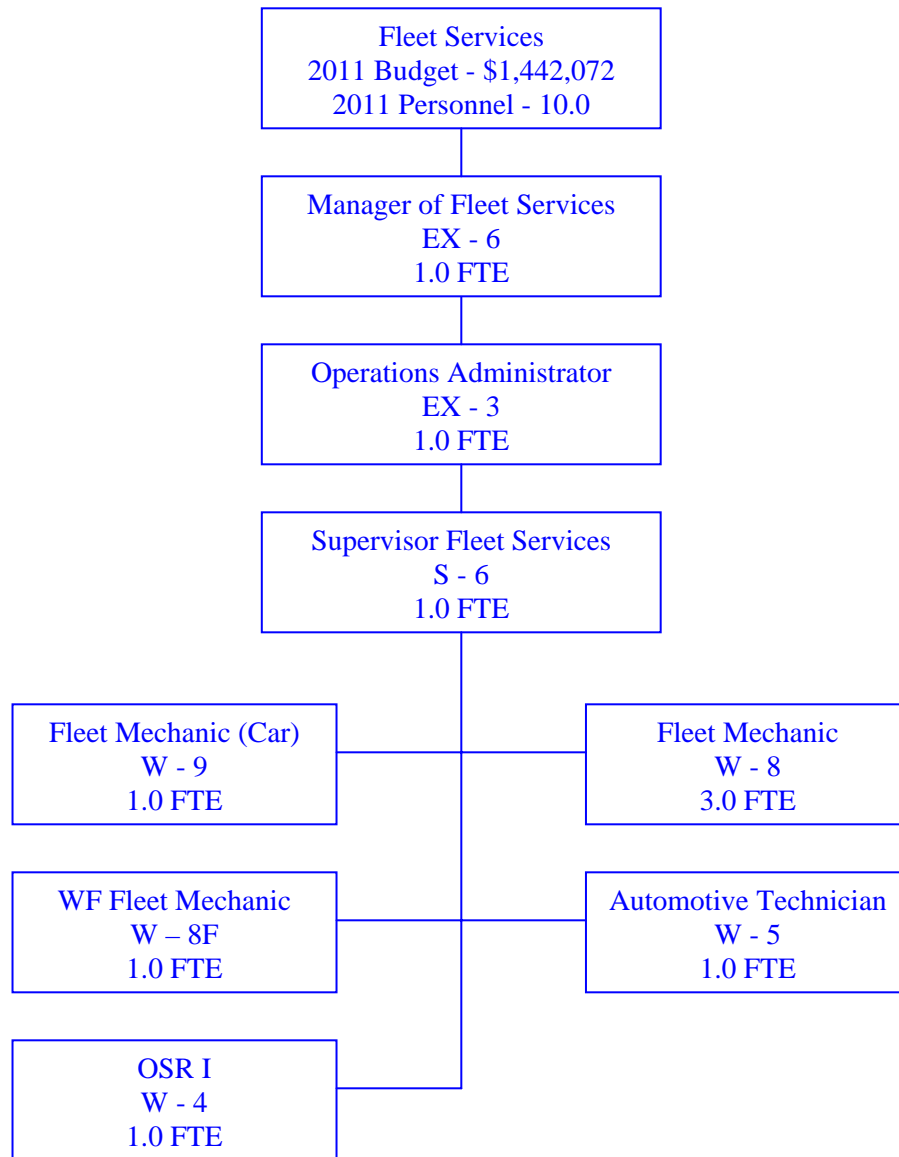 Fleet Services
2011 Budget - $1,442,072
2011 Personnel - 10.0
Manager of Fleet Services
EX - 6
1.0 FTE
Operations Administrator
EX - 3
1.0 FTE
Supervisor Fleet Services
S - 6
1.0 FTE
Fleet Mechanic (Car)
W - 9
1.0 FTE
Fleet Mechanic
W - 8
3.0 FTE
WF Fleet Mechanic
W – 8F
1.0 FTE
Automotive Technician
W - 5
1.0 FTE
OSR I
W - 4
1.0 FTE